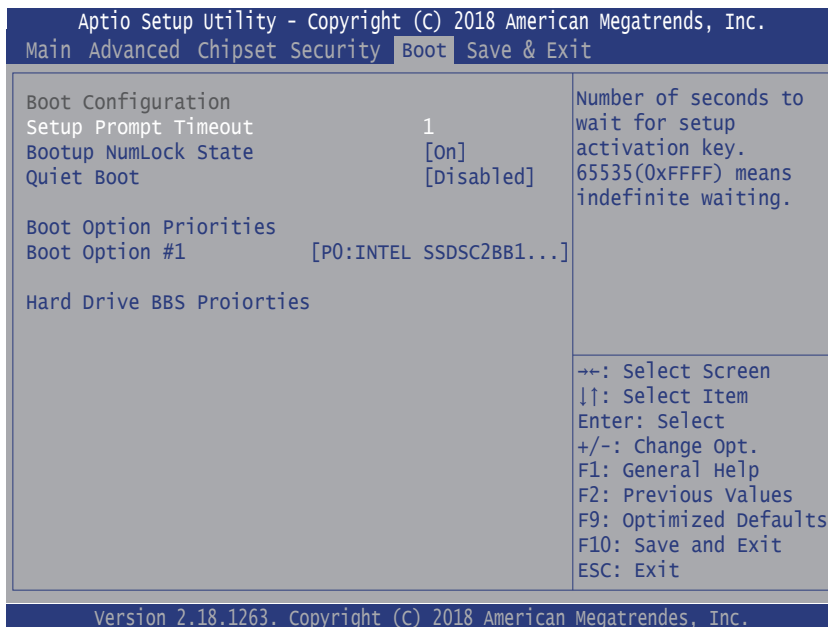 Aptio Setup Utility - Copyright (C) 2018 American Megatrends, Inc.
Main Advanced Chipset Security Boot Save & Exit
Boot Configuration
Setup Prompt Timeout 1
Bootup NumLock State [On]
Quiet Boot [Disabled]
Boot Option Priorities
Boot Option #1 [P0:INTEL SSDSC2BB1...]
Hard Drive BBS Proiorties
Number of seconds to
wait for setup
activation key.
65535(0xFFFF) means
indefinite waiting.
→←: Select Screen
↓↑: Select Item
Enter: Select
+/-: Change Opt.
F1: General Help
F2: Previous Values
F9: Optimized Defaults
F10: Save and Exit
ESC: Exit
Version 2.18.1263. Copyright (C) 2018 American Megatrendes, Inc.